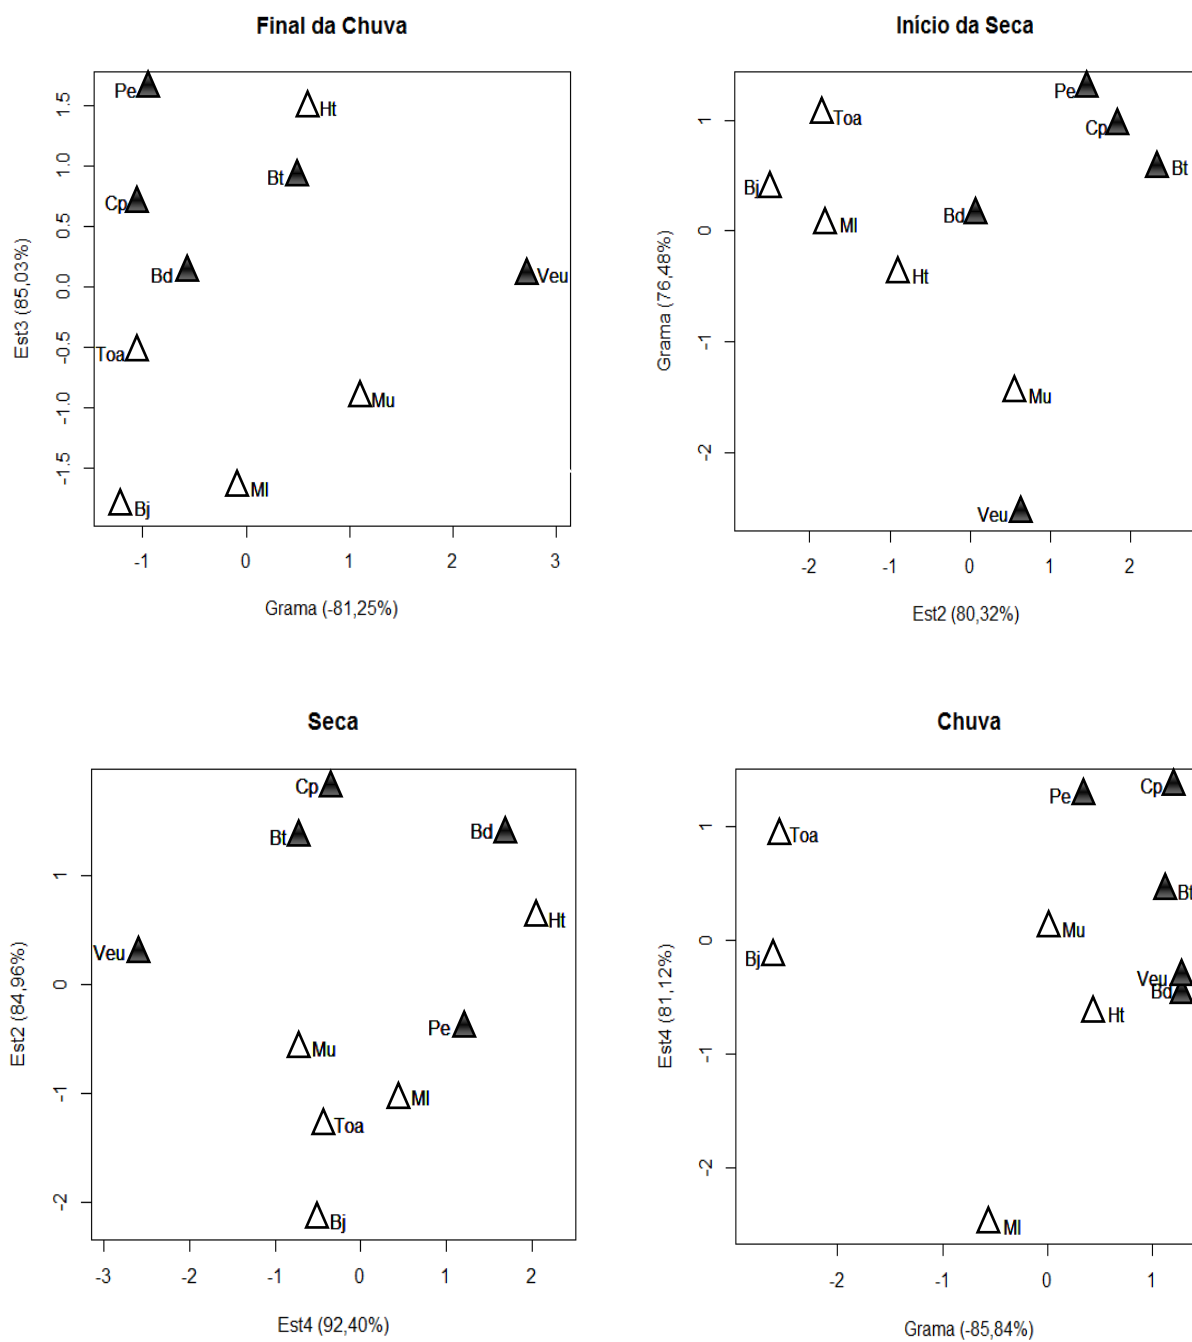 Final da Chuva
Início da Seca
Pe
Ht
Bt
Cp
Bd
Veu
Toa
Mu
Ml
Bj
1.5
1.0
0.5
0.0
-0.5
-1.0
-1.5
Est3 (85,03%)
-1 0 1 2 3
Grama (-81,25%)
Pe
Toa
Cp
Bt
Bj
Bd
Ml
Ht
Mu
Veu
1
0
-1
-2
Grama (76,48%)
-2 -1 0 1 2
Est2 (80,32%)
Seca
Chuva
Cp
Bt
Bd
Ht
Veu
Pe
Mu
Ml
Toa
Bj
1
0
-1
-2
Est2 (84,96%)
-3 -2 -1 0 1 2
Est4 (92,40%)
Pe
Cp
Toa
Bt
Mu
Bj
Veu
Bd
Ht
Ml
1
0
-1
-2
Est4 (81,12%)
-2 -1 0 1
Grama (-85,84%)